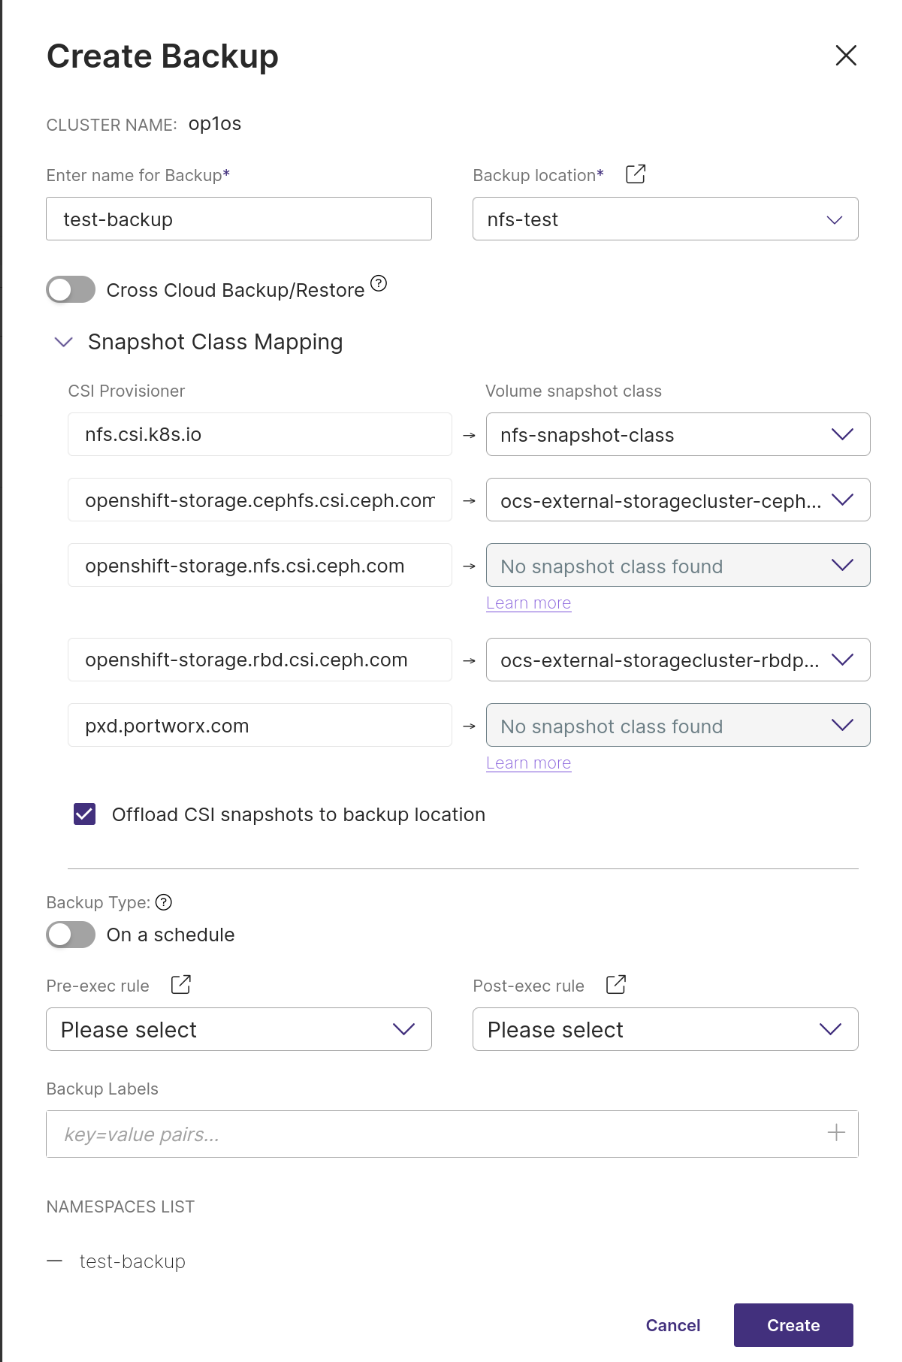 Create Backup
CLUSTER NAME: op1os
Enter name for Backup*
Backup location*
test-backup
nfs-test
Cross Cloud Backup/Restore ?
Snapshot Class Mapping
CSI Provisioner
Volume snapshot class
nfs.csi.k8s.io → nfs-snapshot-class
openshift-storage.cephfs.csi.ceph.com → ocs-external-storagecluster-ceph...
openshift-storage.nfs.csi.ceph.com → No snapshot class found
Learn more
openshift-storage.rbd.csi.ceph.com → ocs-external-storagecluster-rbdp...
pxd.portworx.com → No snapshot class found
Learn more
Offload CSI snapshots to backup location
Backup Type: ?
On a schedule
Pre-exec rule
Post-exec rule
Please select
Please select
Backup Labels
key=value pairs...
NAMESPACES LIST
— test-backup
Cancel
Create